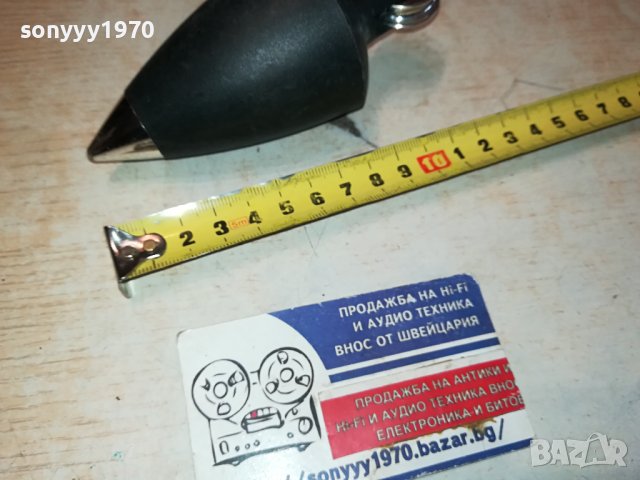 sonyyy1970
2 3 5m 4 5 6 7 8 9 10 1 2 3 4 5 6 7 8
ПРОДАЖБА НА Hi-Fi
И АУДИО ТЕХНИКА
ВНОС ОТ ШВЕЙЦАРИЯ
ПРОДАЖБА НА АНТИКИ И
Hi-Fi И АУДИО ТЕХНИКА ВНОС
ЕЛЕКТРОНИКА И БИТОВ
/sonyyy1970.bazar.bg/
bazar